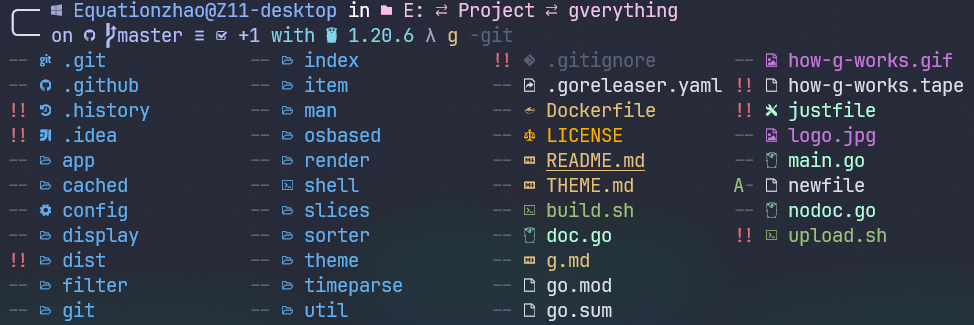 Equationzhao@Z11-desktop in E: ⇄ Project ⇄ gverything
on master ≡ +1 with 1.20.6 λ g -git
-- .git -- index !! .gitignore -- how-g-works.gif
-- .github -- item -- .goreleaser.yaml !! how-g-works.tape
!! .history -- man -- Dockerfile !! justfile
!! .idea -- osbased -- LICENSE -- logo.jpg
-- app -- render -- README.md -- main.go
-- cached -- shell -- THEME.md A- newfile
-- config -- slices -- build.sh -- nodoc.go
-- display -- sorter -- doc.go !! upload.sh
!! dist -- theme -- g.md
-- filter -- timeparse -- go.mod
-- git -- util -- go.sum